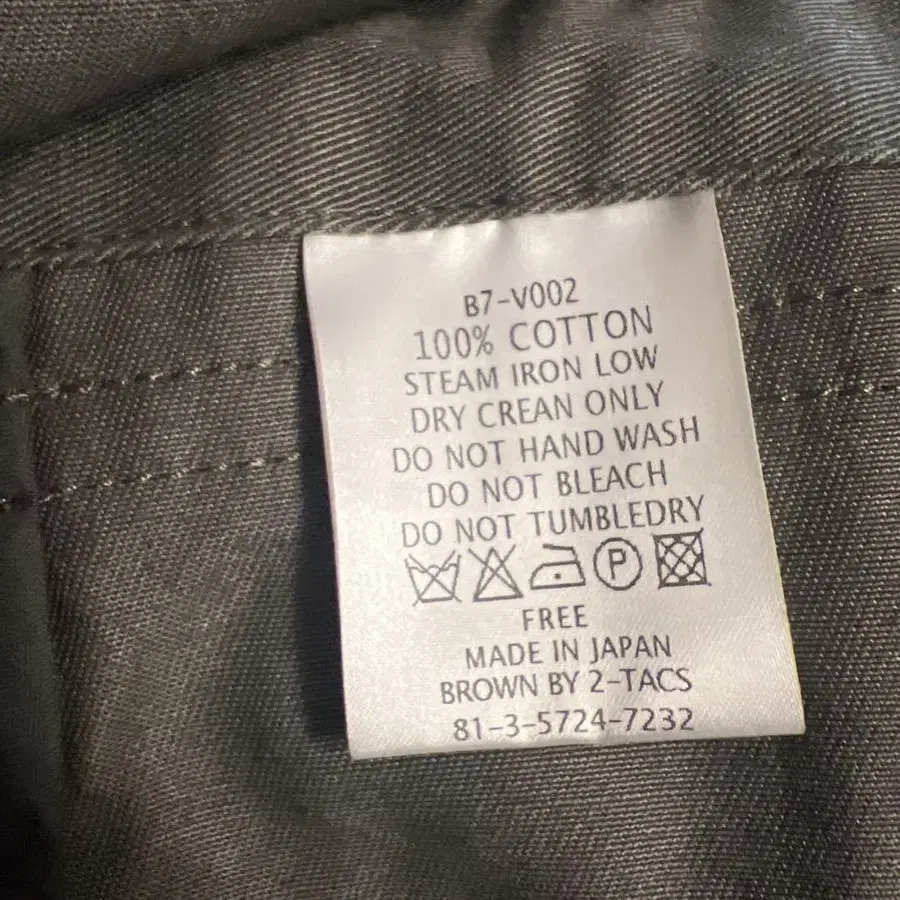 B7-V002
100% COTTON
STEAM IRON LOW
DRY CREAN ONLY
DO NOT HAND WASH
DO NOT BLEACH
DO NOT TUMBLEDRY
P
FREE
MADE IN JAPAN
BROWN BY 2-TACS
81-3-5724-7232